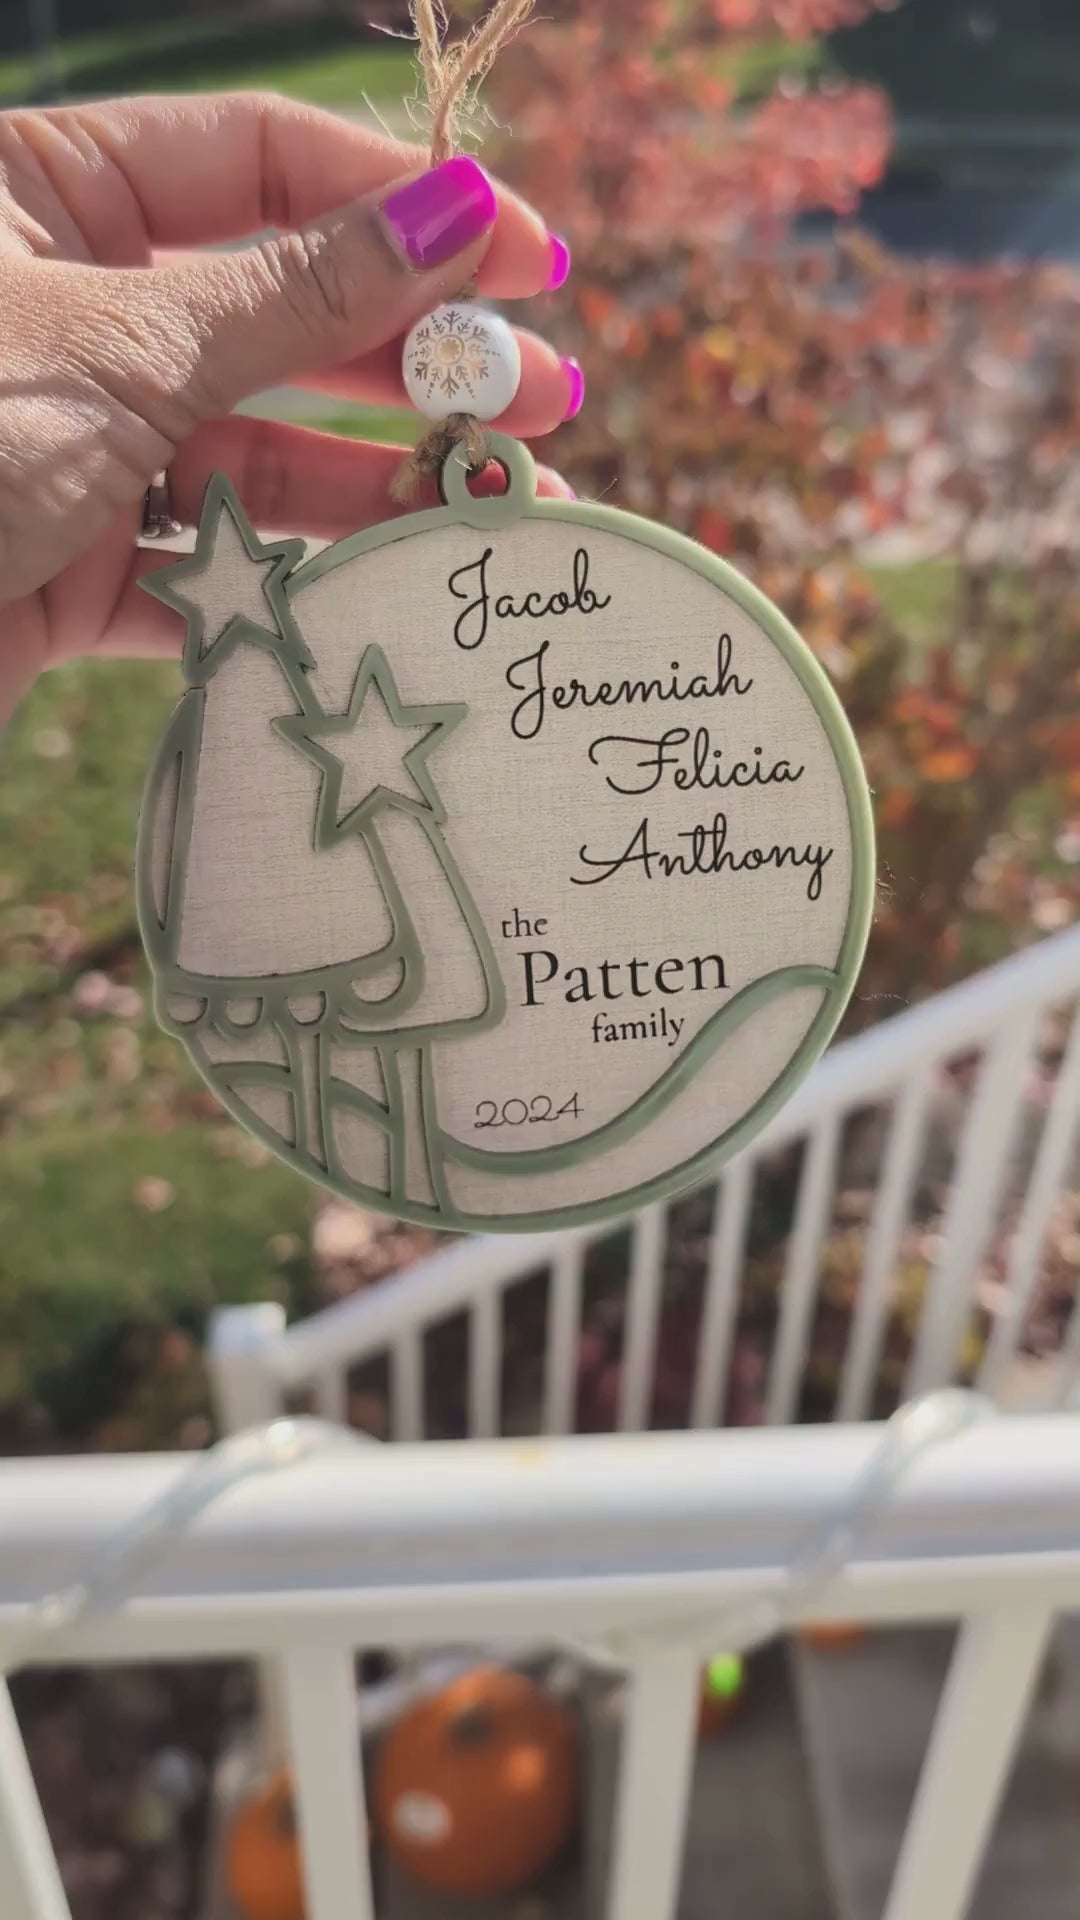 Jacob
Jeremiah
Felicia
Anthony
the
Patten
family
2024